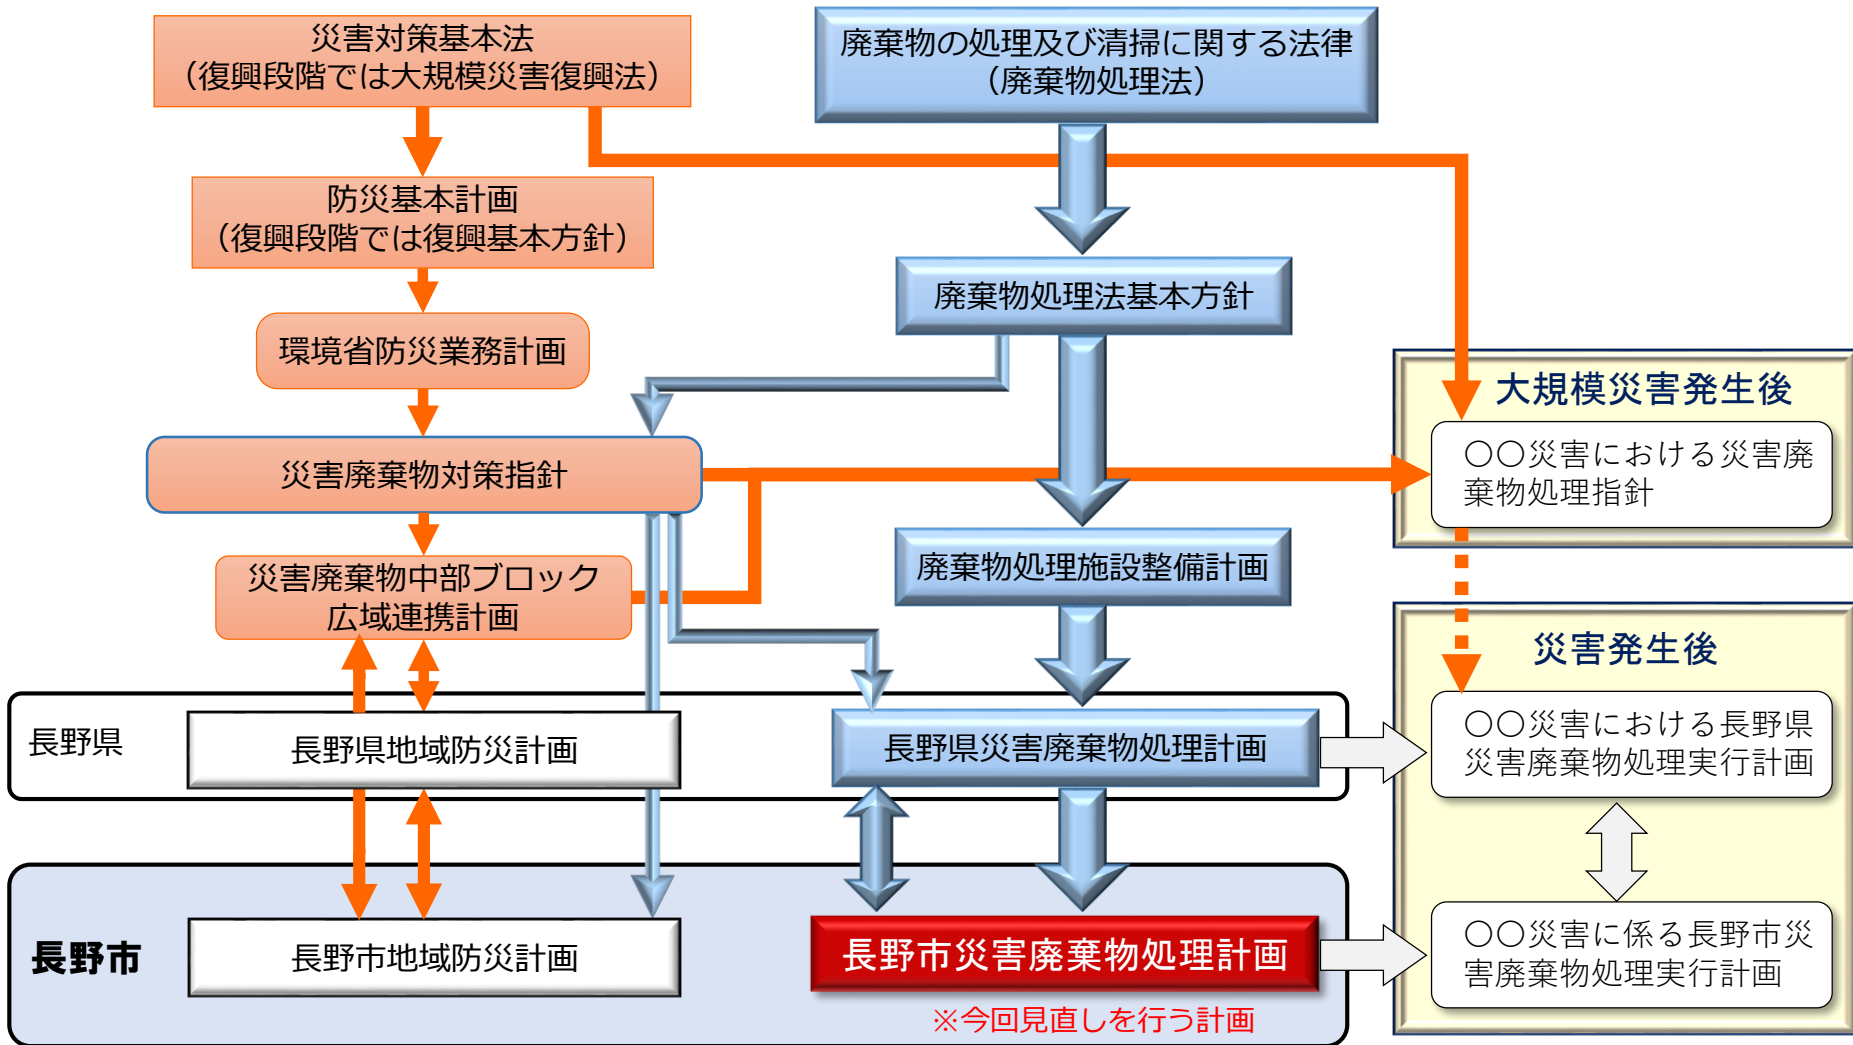 災害対策基本法
（復興段階では大規模災害復興法）
廃棄物の処理及び清掃に関する法律
（廃棄物処理法）
防災基本計画
（復興段階では復興基本方針）
廃棄物処理法基本方針
環境省防災業務計画
大規模災害発生後
〇〇災害における災害廃
棄物処理指針
災害廃棄物対策指針
廃棄物処理施設整備計画
災害廃棄物中部ブロック
広域連携計画
災害発生後
長野県
長野県地域防災計画
長野県災害廃棄物処理計画
〇〇災害における長野県
災害廃棄物処理実行計画
長野市
長野市地域防災計画
長野市災害廃棄物処理計画
※今回見直しを行う計画
〇〇災害に係る長野市災
害廃棄物処理実行計画